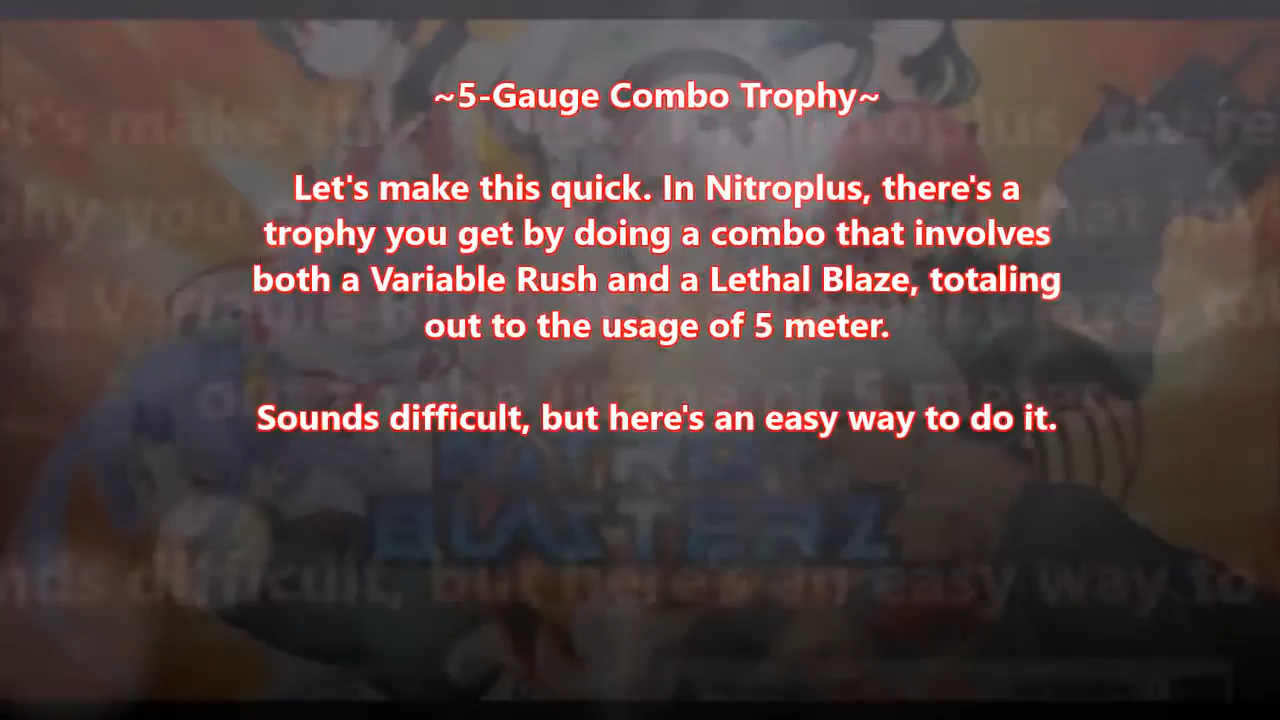 ~5-Gauge Combo Trophy~
Let's make this quick. In Nitroplus, there's a
trophy you get by doing a combo that involves
both a Variable Rush and a Lethal Blaze, totaling
out to the usage of 5 meter.
Sounds difficult, but here's an easy way to do it.
BLASTERZ